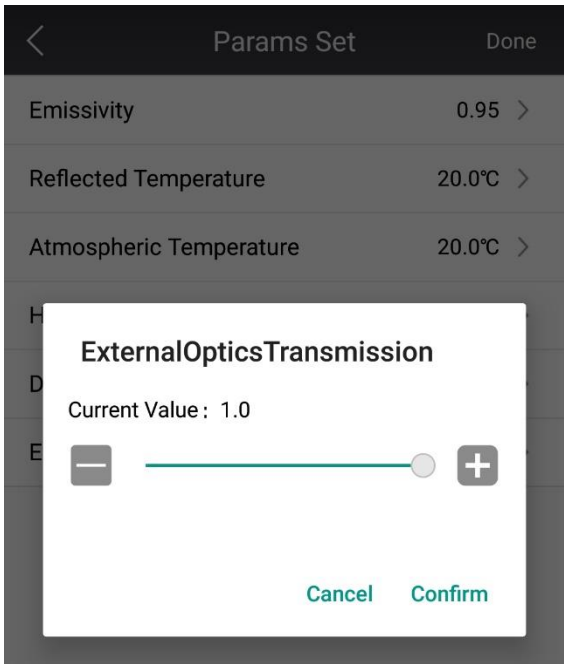 Params Set Done
Emissivity 0.95
Reflected Temperature 20.0℃
Atmospheric Temperature 20.0℃
H
D
E
ExternalOpticsTransmission
Current Value : 1.0
Cancel Confirm